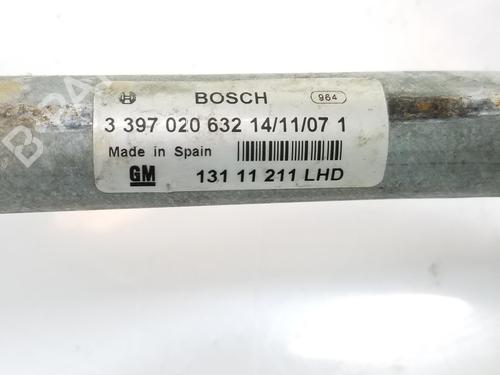 BOSCH 964
3 397 020 632 14/11/07 1
Made in Spain
GM 131 11 211 LHD